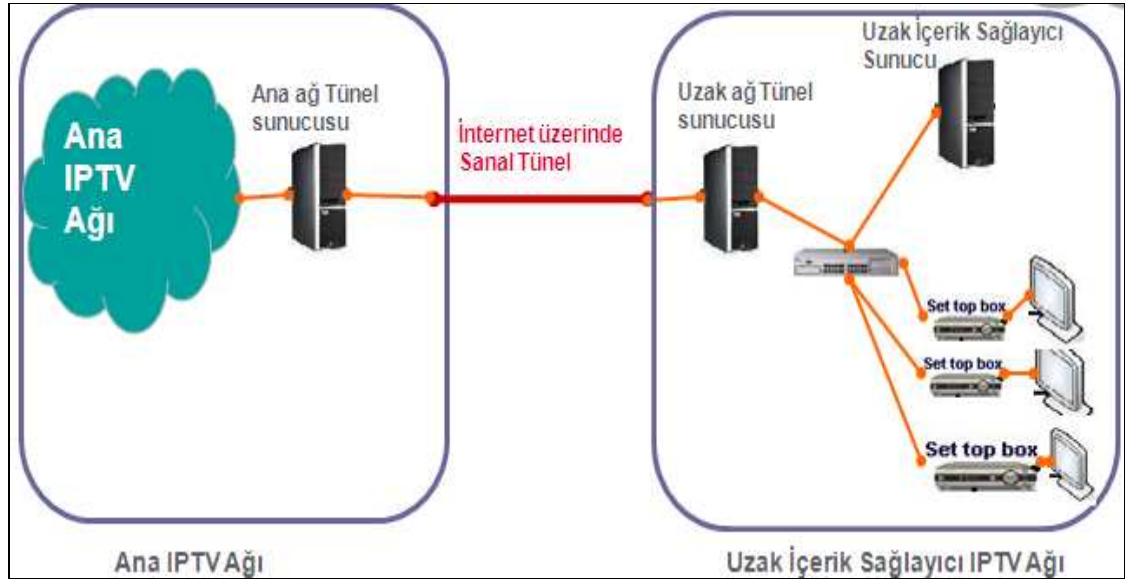 Ana
IPTV
Ağı
Ana ağ Tünel
sunucusu
İnternet üzerinde
Sanal Tünel
Uzak ağ Tünel
sunucusu
Uzak İçerik Sağlayıcı
Sunucu
Set top box
Set top box
Set top box
Ana IPTV Ağı
Uzak İçerik Sağlayıcı IPTV Ağı